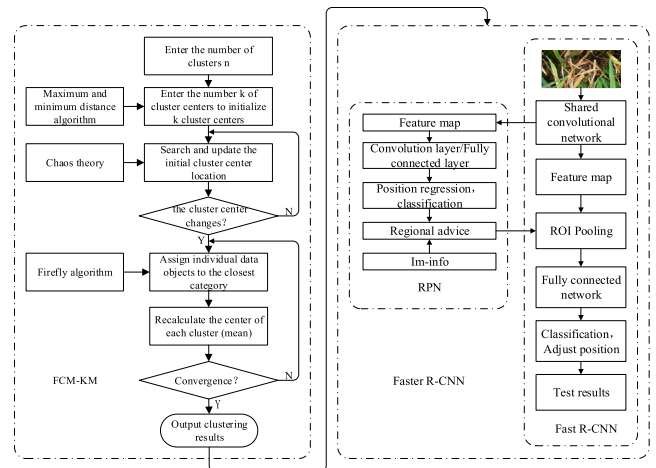 Enter the number of
clusters n
Maximum and
minimum distance
algorithm
Enter the number k of
cluster centers to initialize
k cluster centers
Chaos theory
Search and update the
initial cluster center
location
the cluster center
changes?
N
Y
Firefly algorithm
Assign individual data
objects to the closest
category
Recalculate the center of
each cluster (mean)
Convergence?
N
Y
FCM-KM
Output clustering
results
Feature map
Convolution layer/Fully
connected layer
Position regression,
classification
Regional advice
Im-info
RPN
Faster R-CNN
Shared
convolutional
network
Feature map
ROI Pooling
Fully connected
network
Classification,
Adjust position
Test results
Fast R-CNN